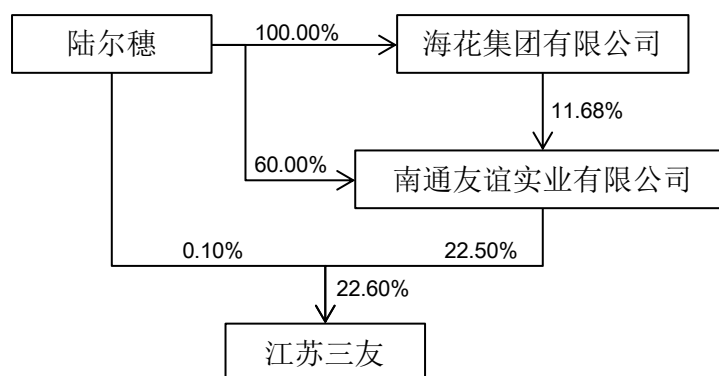 陆尔穗
100.00%
海花集团有限公司
11.68%
60.00%
南通友谊实业有限公司
0.10%
22.50%
22.60%
江苏三友